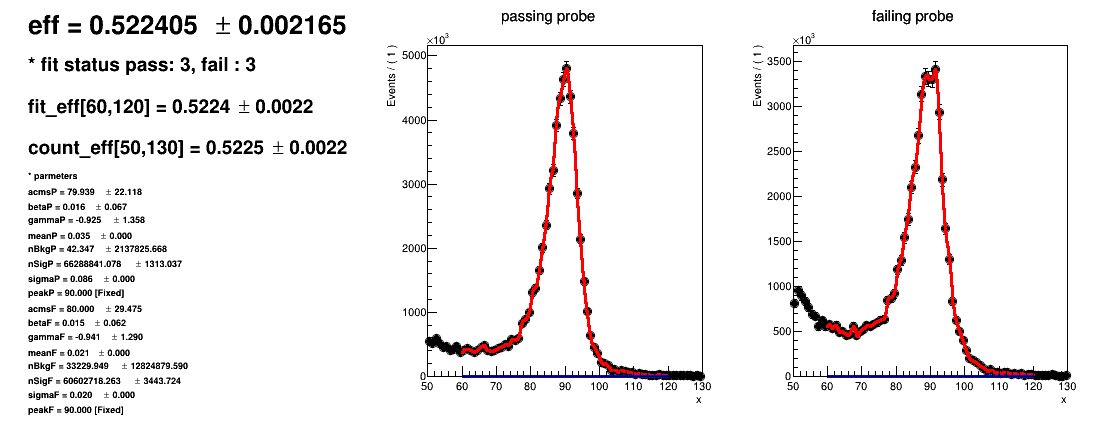 eff = 0.522405 ± 0.002165
* fit status pass: 3, fail : 3
fit_eff[60,120] = 0.5224 ± 0.0022
count_eff[50,130] = 0.5225 ± 0.0022
* parmeters
acmsP = 79.939 ± 22.118
betaP = 0.016 ± 0.067
gammaP = -0.925 ± 1.358
meanP = 0.035 ± 0.000
nBkgP = 42.347 ± 2137825.668
nSigP = 66288841.078 ± 1313.037
sigmaP = 0.086 ± 0.000
peakP = 90.000 [Fixed]
acmsF = 80.000 ± 29.475
betaF = 0.015 ± 0.062
gammaF = -0.941 ± 1.290
meanF = 0.021 ± 0.000
nBkgF = 33229.949 ± 12824879.590
nSigF = 60602718.263 ± 3443.724
sigmaF = 0.020 ± 0.000
peakF = 90.000 [Fixed]
passing probe
×10³
Events / ( 1 )
5000
4000
3000
2000
1000
0
50 60 70 80 90 100 110 120 130
x
failing probe
×10³
Events / ( 1 )
3500
3000
2500
2000
1500
1000
500
0
50 60 70 80 90 100 110 120 130
x